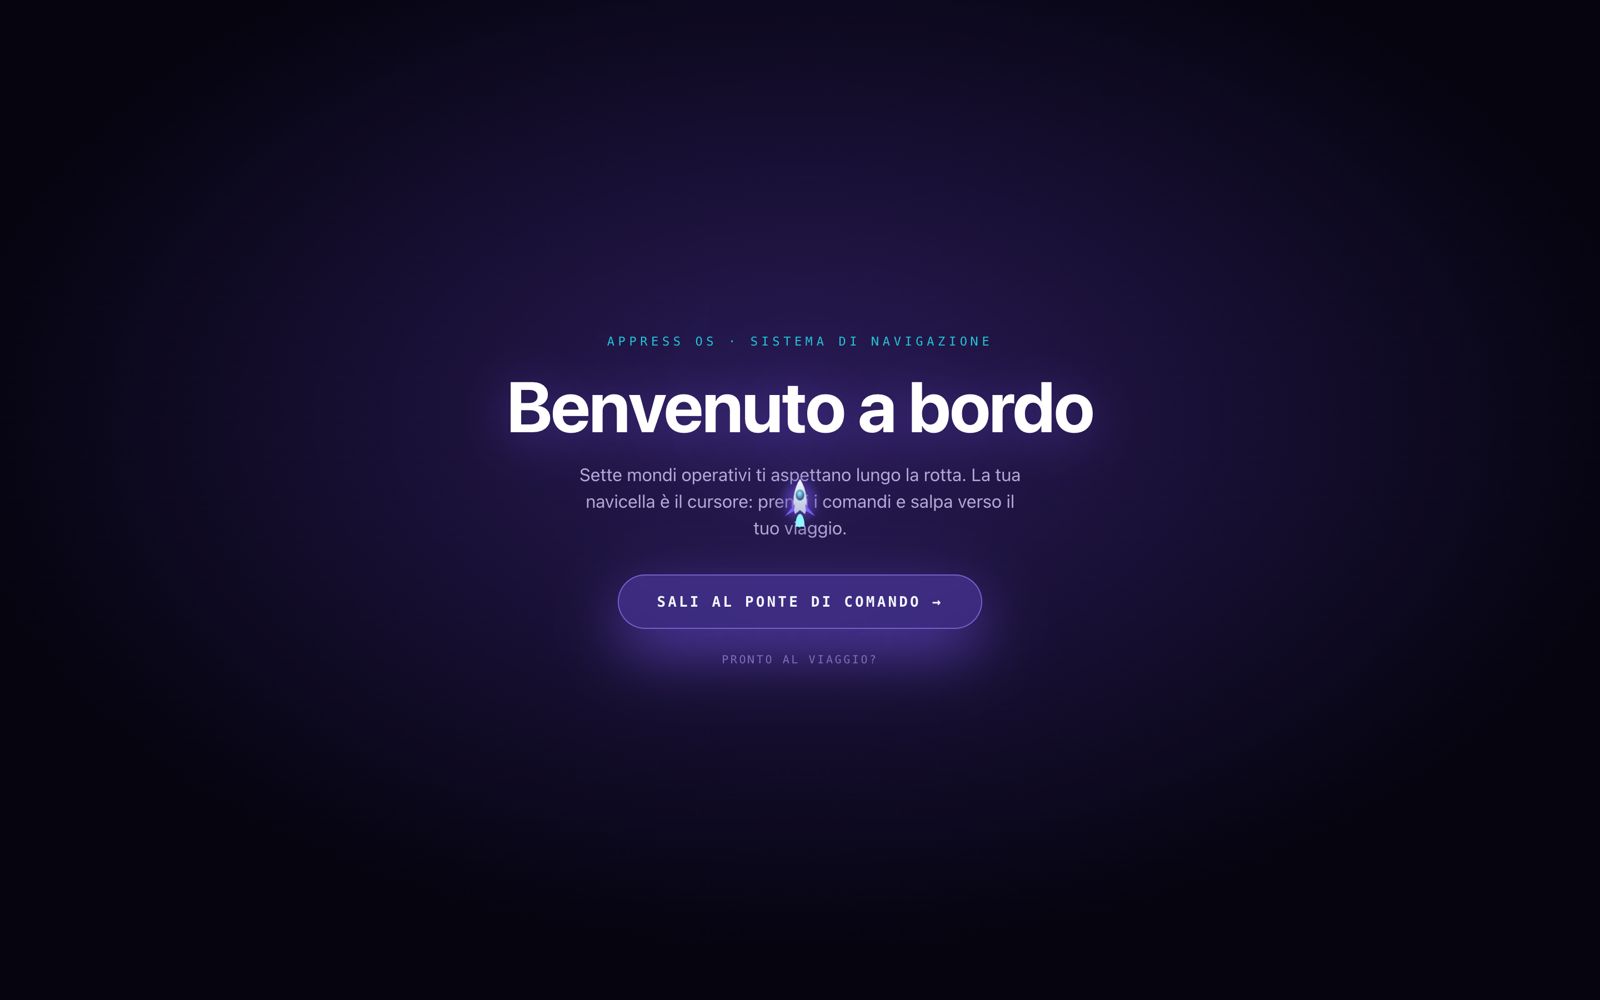 APPRESS OS · SISTEMA DI NAVIGAZIONE
Benvenuto a bordo
Sette mondi operativi ti aspettano lungo la rotta. La tua
navicella è il cursore: prendi i comandi e salpa verso il
tuo viaggio.
SALI AL PONTE DI COMANDO →
PRONTO AL VIAGGIO?